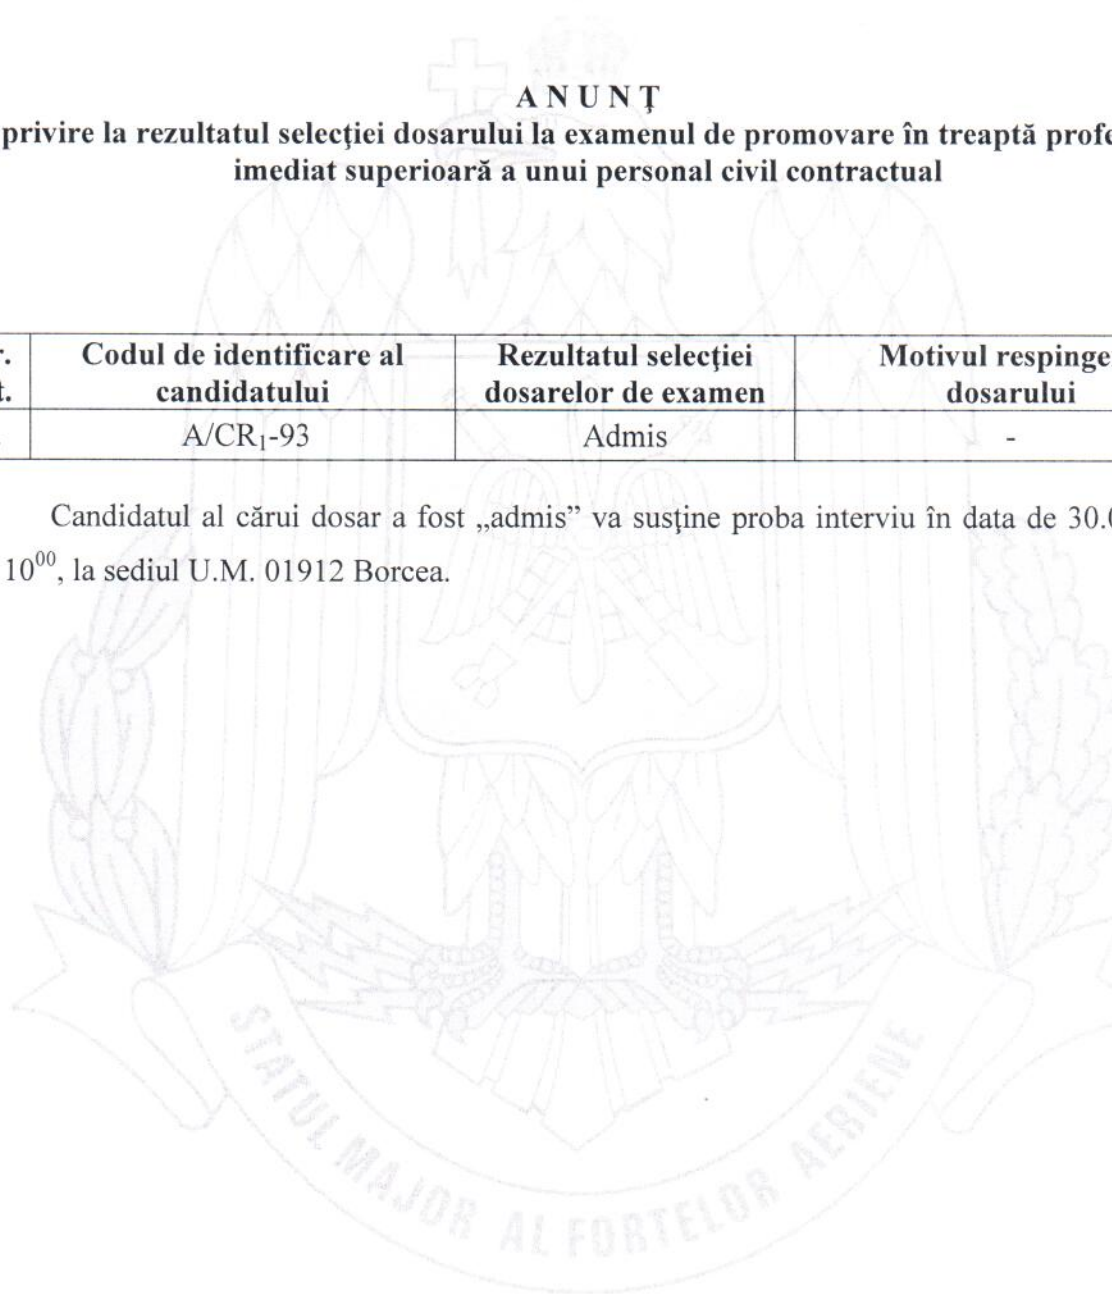 A N U N Ț
privire la rezultatul selecţiei dosarului la examenul de promovare în treaptă profe
imediat superioară a unui personal civil contractual
r.
t.
Codul de identificare al
candidatului
Rezultatul selecţiei
dosarelor de examen
Motivul respinge
dosarului
A/CR₁-93
Admis
-
Candidatul al cărui dosar a fost „admis” va susţine proba interviu în data de 30.
10⁰⁰, la sediul U.M. 01912 Borcea.
STATUL MAJOR AL FORTELOR AERIENE